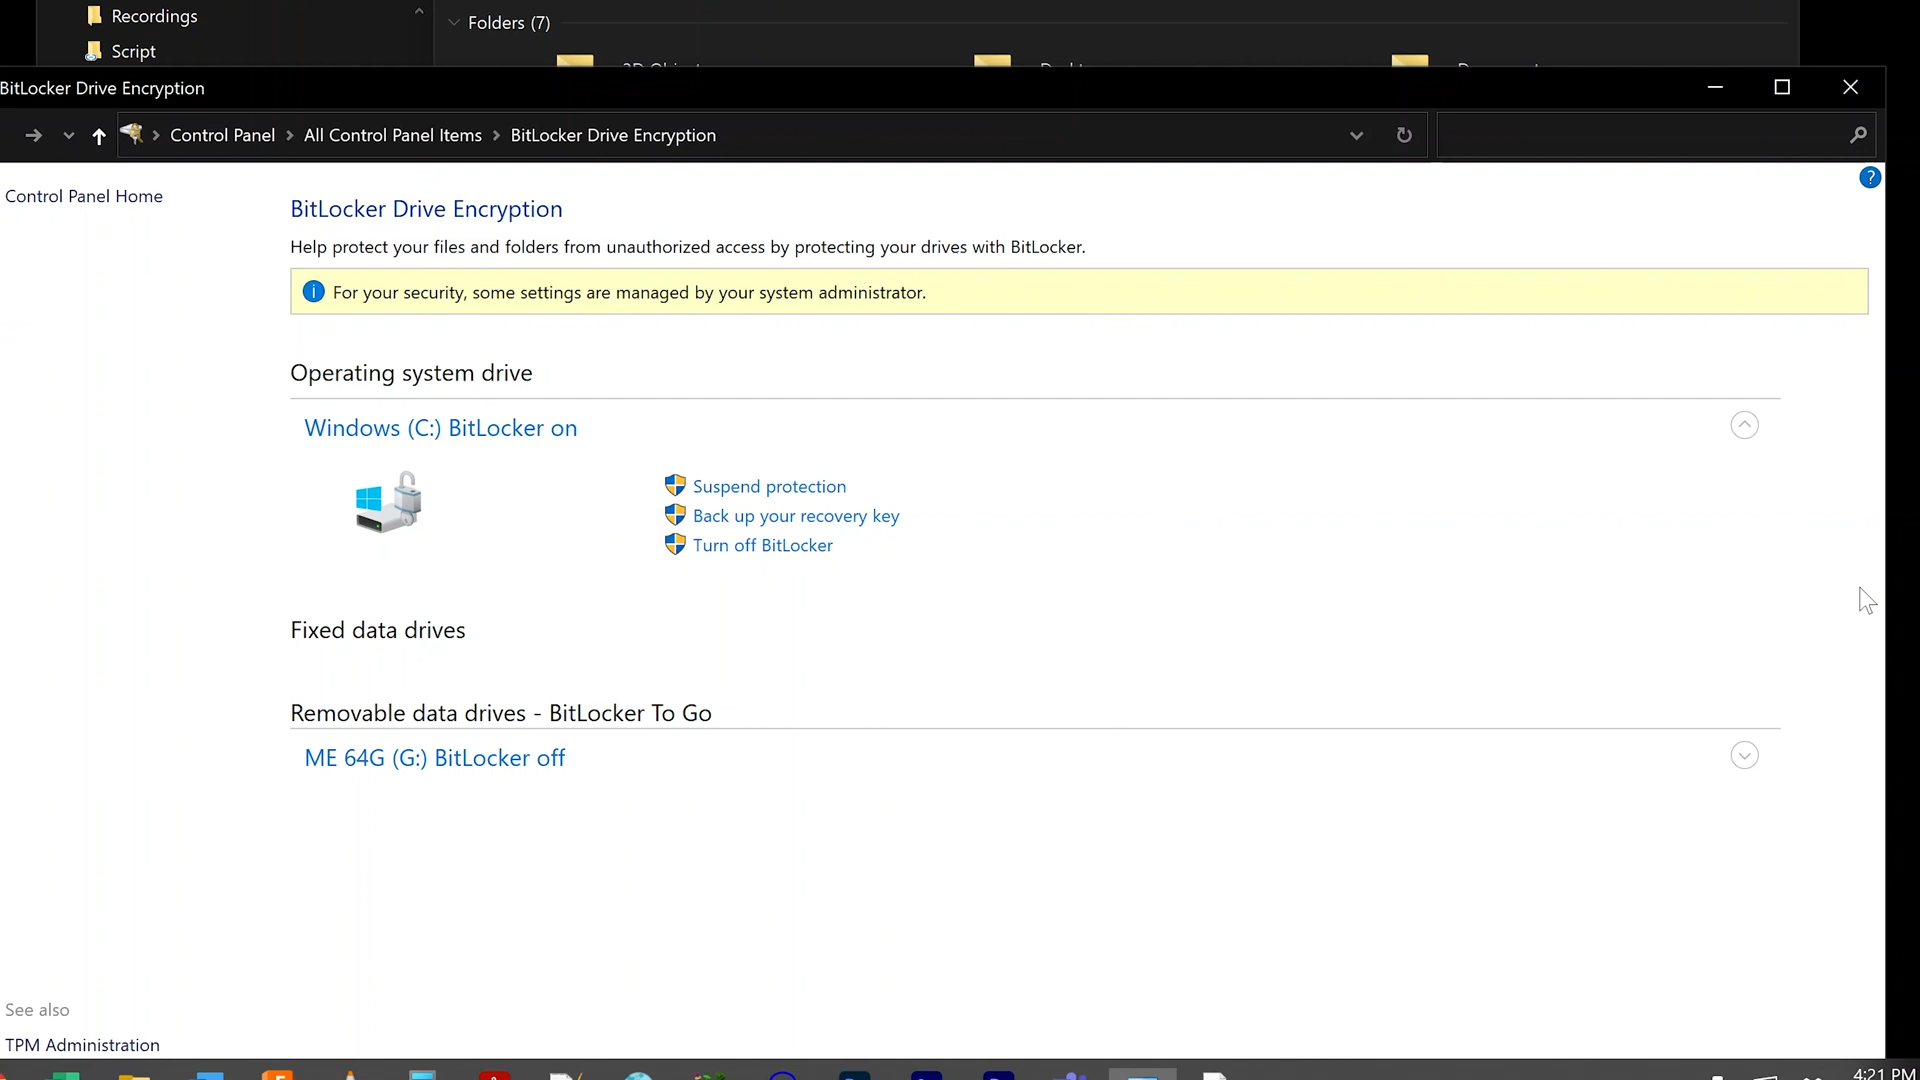 Recordings
Folders (7)
Script
BitLocker Drive Encryption
Control Panel
All Control Panel Items
BitLocker Drive Encryption
?
Control Panel Home
BitLocker Drive Encryption
Help protect your files and folders from unauthorized access by protecting your drives with BitLocker.
For your security, some settings are managed by your system administrator.
Operating system drive
Windows (C:) BitLocker on
Suspend protection
Back up your recovery key
Turn off BitLocker
Fixed data drives
Removable data drives - BitLocker To Go
ME 64G (G:) BitLocker off
See also
TPM Administration
4:21 PM